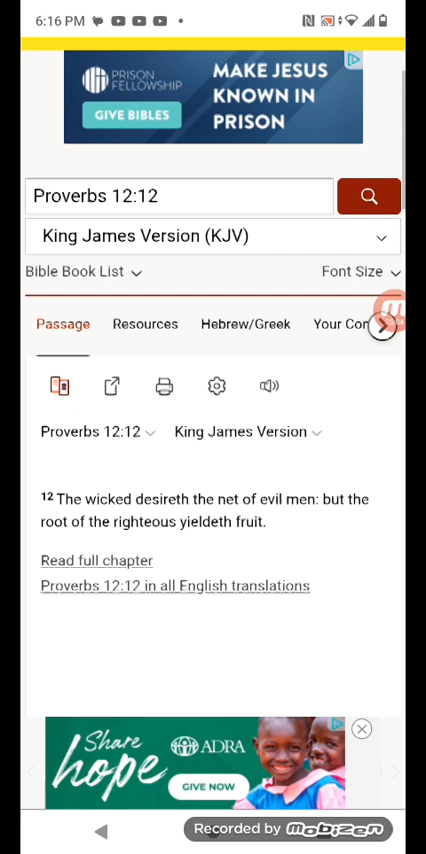 6:16 PM
PRISON
FELLOWSHIP
GIVE BIBLES
MAKE JESUS
KNOWN IN
PRISON
Proverbs 12:12
King James Version (KJV)
Bible Book List
Font Size
Passage Resources Hebrew/Greek Your Con
Proverbs 12:12 King James Version
12 The wicked desireth the net of evil men: but the
root of the righteous yieldeth fruit.
Read full chapter
Proverbs 12:12 in all English translations
Share
hope
ADRA
GIVE NOW
Recorded by mobizen